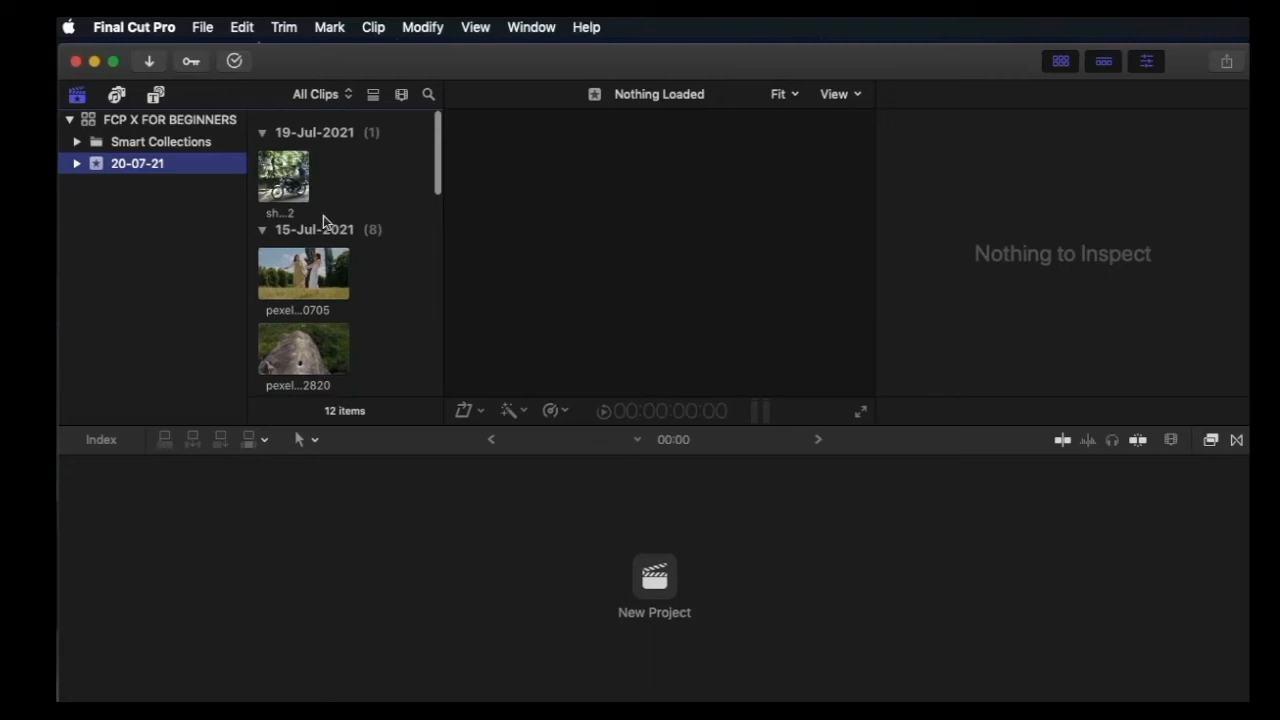 Final Cut Pro File Edit Trim Mark Clip Modify View Window Help
All Clips
Nothing Loaded
Fit
View
FCP X FOR BEGINNERS
Smart Collections
20-07-21
19-Jul-2021 (1)
sh...2
15-Jul-2021 (8)
pexel...0705
pexel...2820
12 items
Nothing to Inspect
00:00:00:00
Index
00:00
New Project